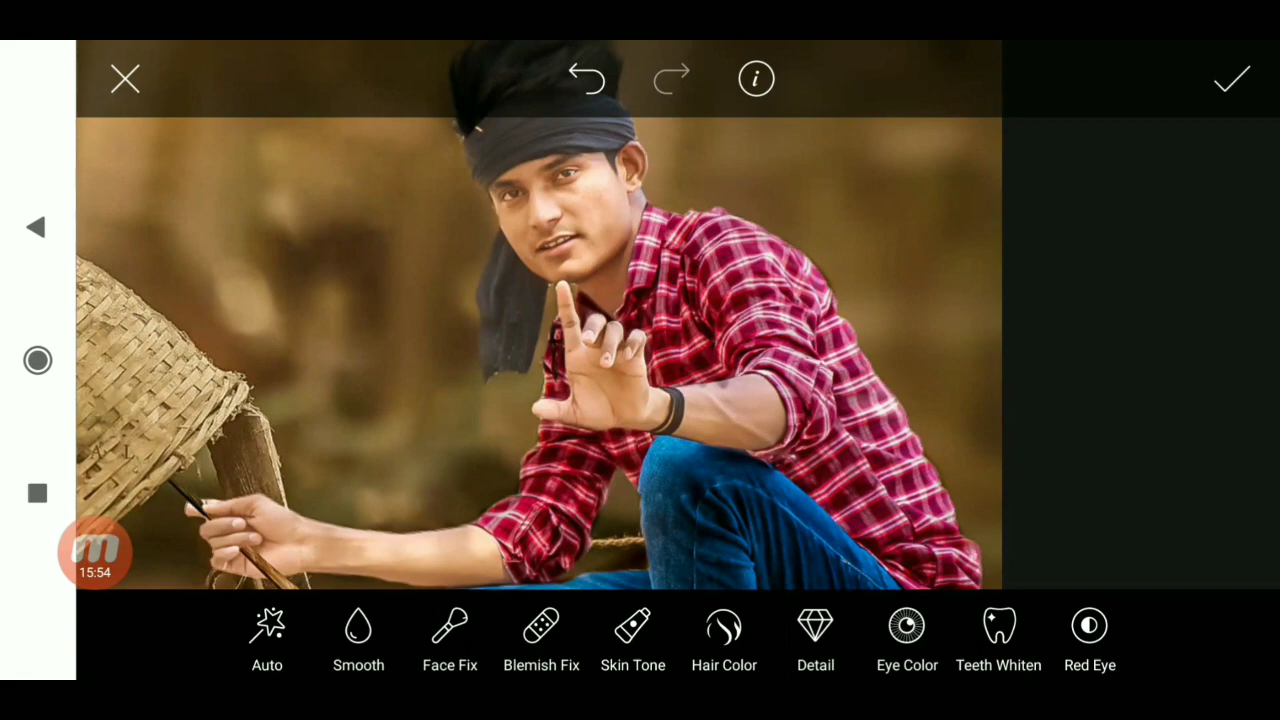 i
15:54
Auto
Smooth
Face Fix
Blemish Fix
Skin Tone
Hair Color
Detail
Eye Color
Teeth Whiten
Red Eye